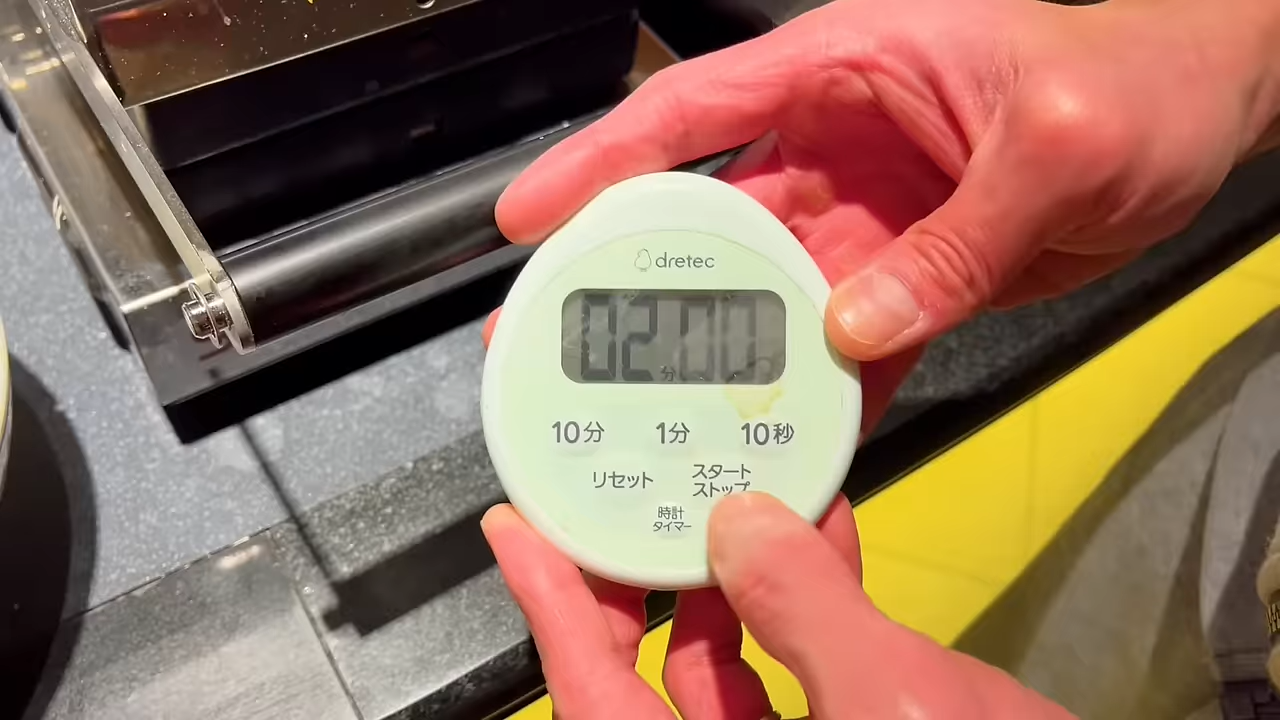 dretec
02分00
10分 1分 10秒
リセット スタート
ストップ
時計
タイマー